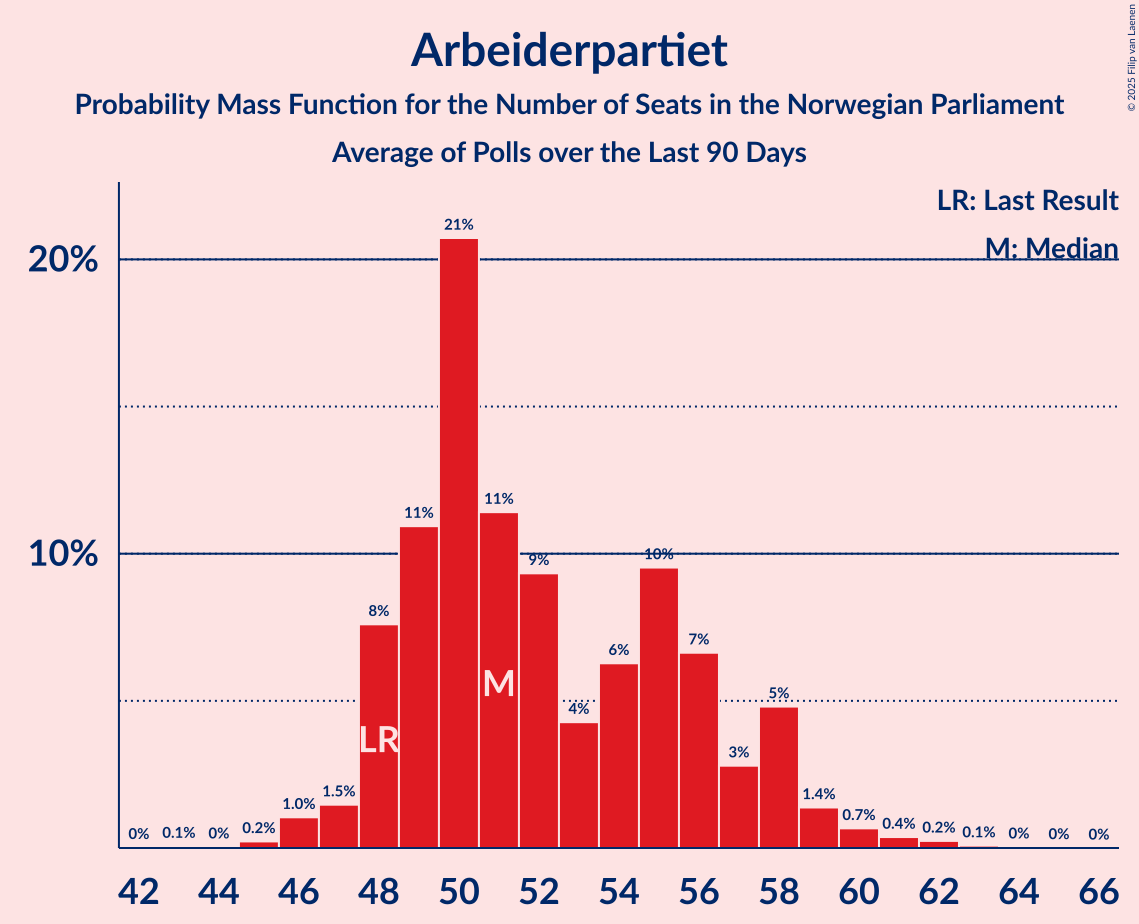 © 2025 Filip van Laenen
Arbeiderpartiet
Probability Mass Function for the Number of Seats in the Norwegian Parliament
Average of Polls over the Last 90 Days
LR: Last Result
M: Median
20%
10%
0% 0.1% 0% 0.2% 1.0% 1.5% 8% 11% 21% 11% 9% 4% 6% 10% 7% 3% 5% 1.4% 0.7% 0.4% 0.2% 0.1% 0% 0% 0%
LR M
42 44 46 48 50 52 54 56 58 60 62 64 66